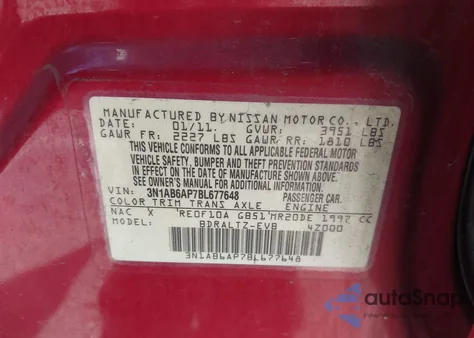 MANUFACTURED BY NISSAN MOTOR CO., LTD.
DATE: 01/11. GVWR: 3951 LBS
GAWR FR: 2227 LBS GAWR RR: 1810 LBS
THIS VEHICLE CONFORMS TO ALL APPLICABLE FEDERAL MOTOR
VEHICLE SAFETY, BUMPER AND THEFT PREVENTION STANDARDS
IN EFFECT ON THE DATE OF MANUFACTURE SHOWN ABOVE.
SEE OWNER'S MANUAL FOR ADDITIONAL INFORMATION.
VIN: 3N1AB6AP7BL677648 PASSENGER CAR.
COLOR TRIM TRANS AXLE ENGINE
NAC X RE0F10A GB51 MR20DE 1992 CC
MODEL: BDRALTZ-EVB 4Z000
3N1AB6AP7BL677648
autoSnap